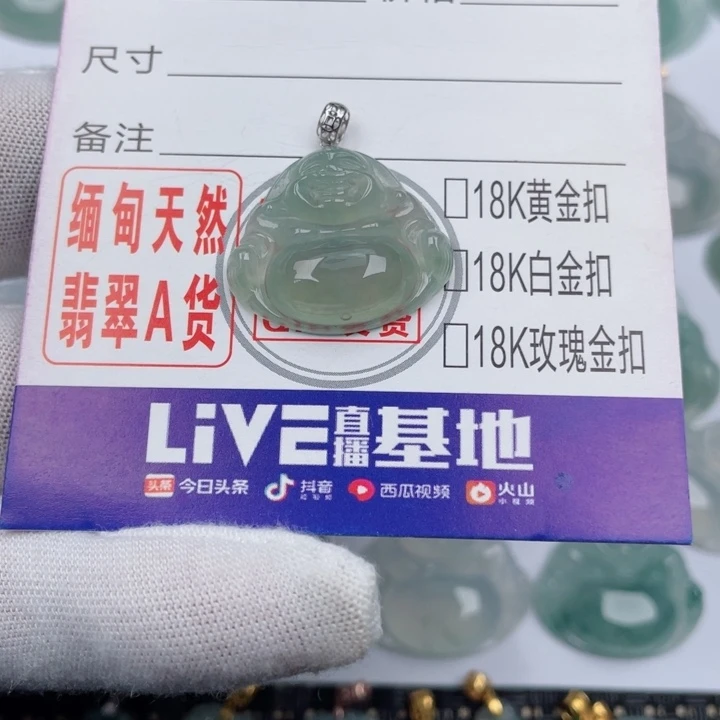 尺寸
备注
缅甸天然
翡翠A货
□18K黄金扣
□18K白金扣
□18K玫瑰金扣
LiVE直播基地
头条 今日头条 抖音 西瓜视频 火山